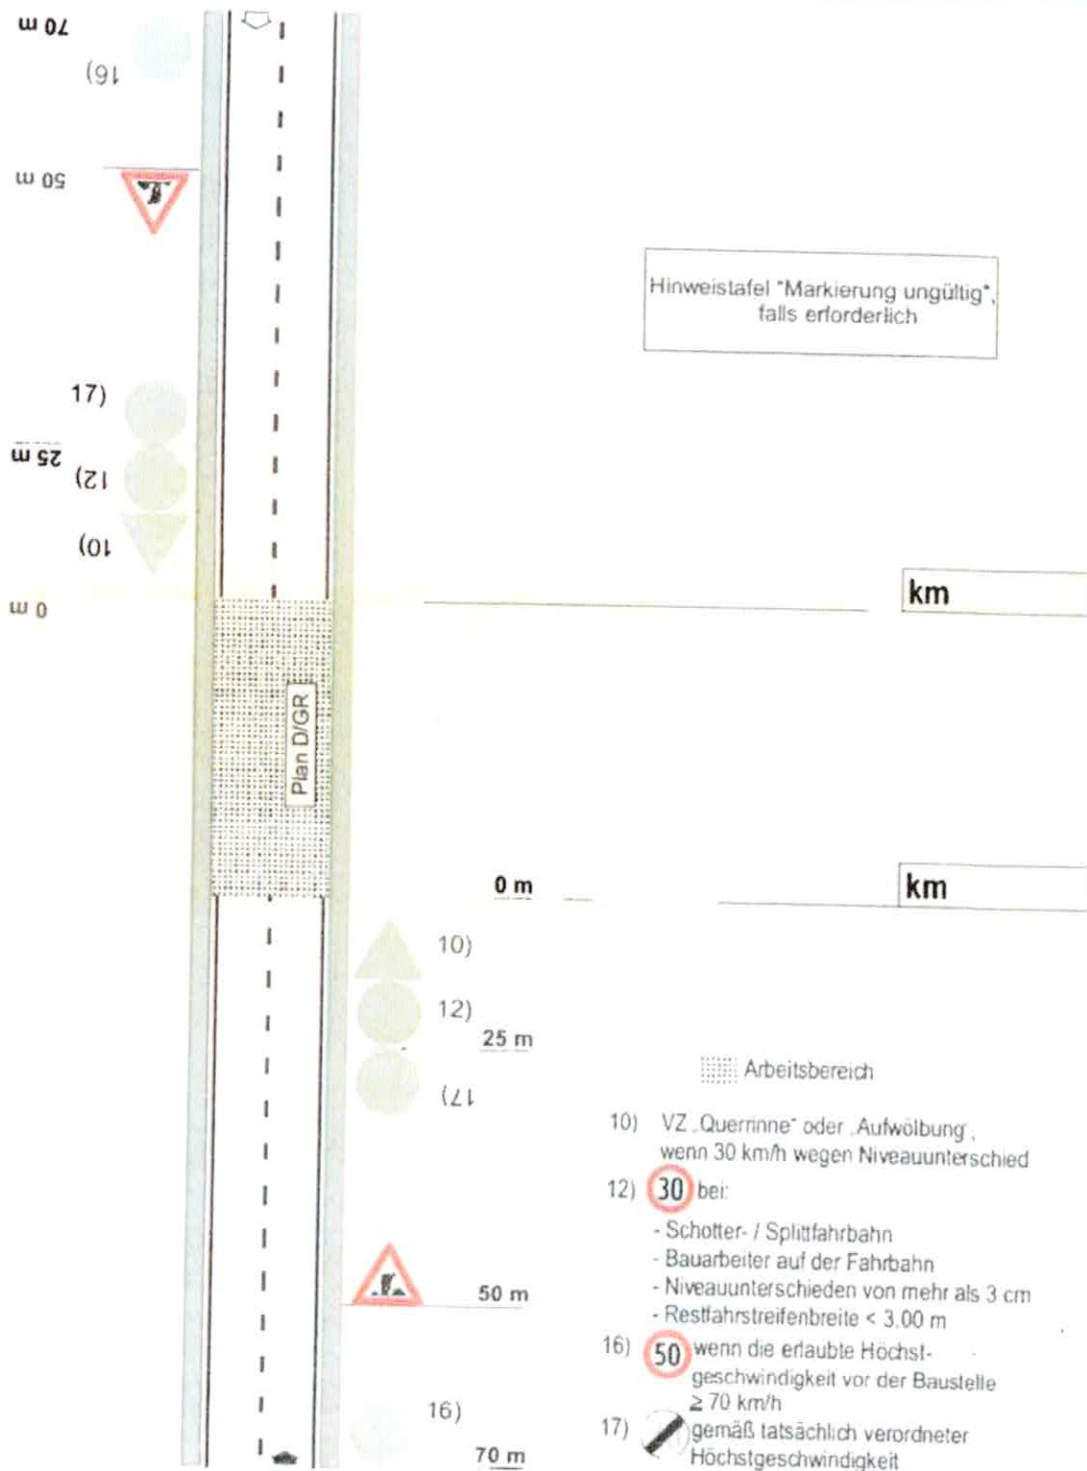 70 m
16)
50 m
Hinweistafel "Markierung ungültig",
falls erforderlich
17)
25 m
12)
10)
0 m
km
Plan D/GR
0 m
km
10)
12)
25 m
17)
Arbeitsbereich
10) VZ „Querrinne" oder „Aufwölbung",
wenn 30 km/h wegen Niveauunterschied
12) 30 bei:
- Schotter- / Splittfahrbahn
- Bauarbeiter auf der Fahrbahn
- Niveauunterschieden von mehr als 3 cm
- Restfahrstreifenbreite < 3,00 m
50 m
16) 50 wenn die erlaubte Höchst-
geschwindigkeit vor der Baustelle
≥ 70 km/h
17) gemäß tatsächlich verordneter
Höchstgeschwindigkeit
16)
70 m